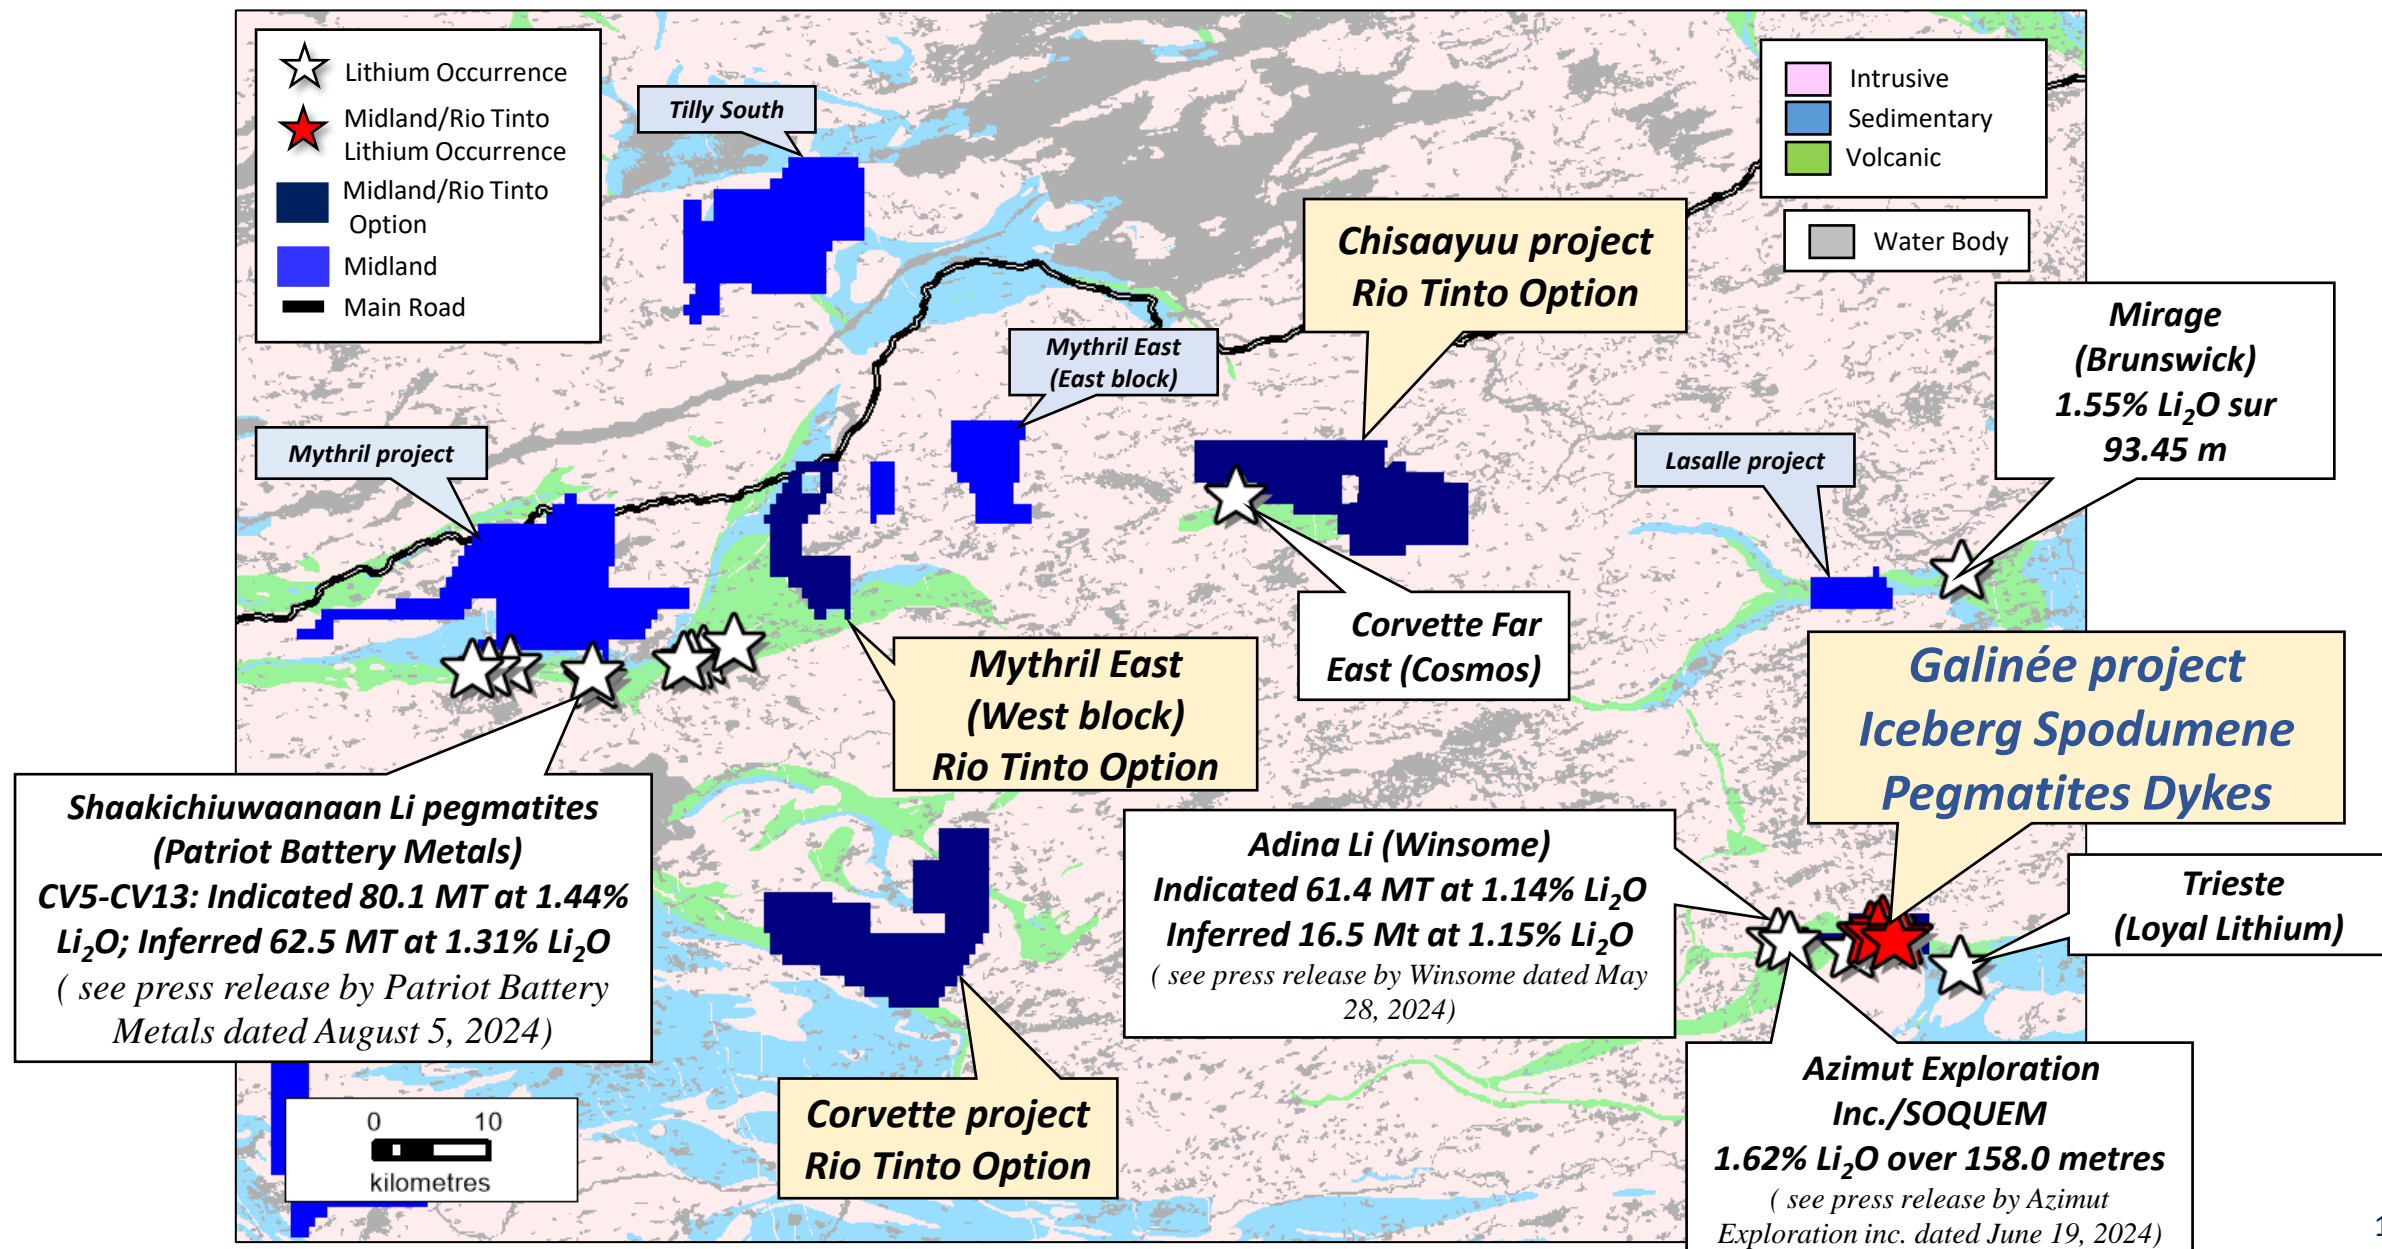 Lithium Occurrence
Midland/Rio Tinto
Lithium Occurrence
Midland/Rio Tinto
Option
Midland
Main Road
Tilly South
Intrusive
Sedimentary
Volcanic
Water Body
Chisaayuu project
Rio Tinto Option
Mirage
(Brunswick)
1.55% Li₂O sur
93.45 m
Mythril East
(East block)
Mythril project
Lasalle project
Corvette Far
East (Cosmos)
Mythril East
(West block)
Rio Tinto Option
Galinée project
Iceberg Spodumene
Pegmatites Dykes
Shaakichiuwaanaan Li pegmatites
(Patriot Battery Metals)
CV5-CV13: Indicated 80.1 MT at 1.44%
Li₂O; Inferred 62.5 MT at 1.31% Li₂O
( see press release by Patriot Battery
Metals dated August 5, 2024)
Adina Li (Winsome)
Indicated 61.4 MT at 1.14% Li₂O
Inferred 16.5 Mt at 1.15% Li₂O
( see press release by Winsome dated May
28, 2024)
Trieste
(Loyal Lithium)
Corvette project
Rio Tinto Option
Azimut Exploration
Inc./SOQUEM
1.62% Li₂O over 158.0 metres
( see press release by Azimut
Exploration inc. dated June 19, 2024)
0 10
kilometres